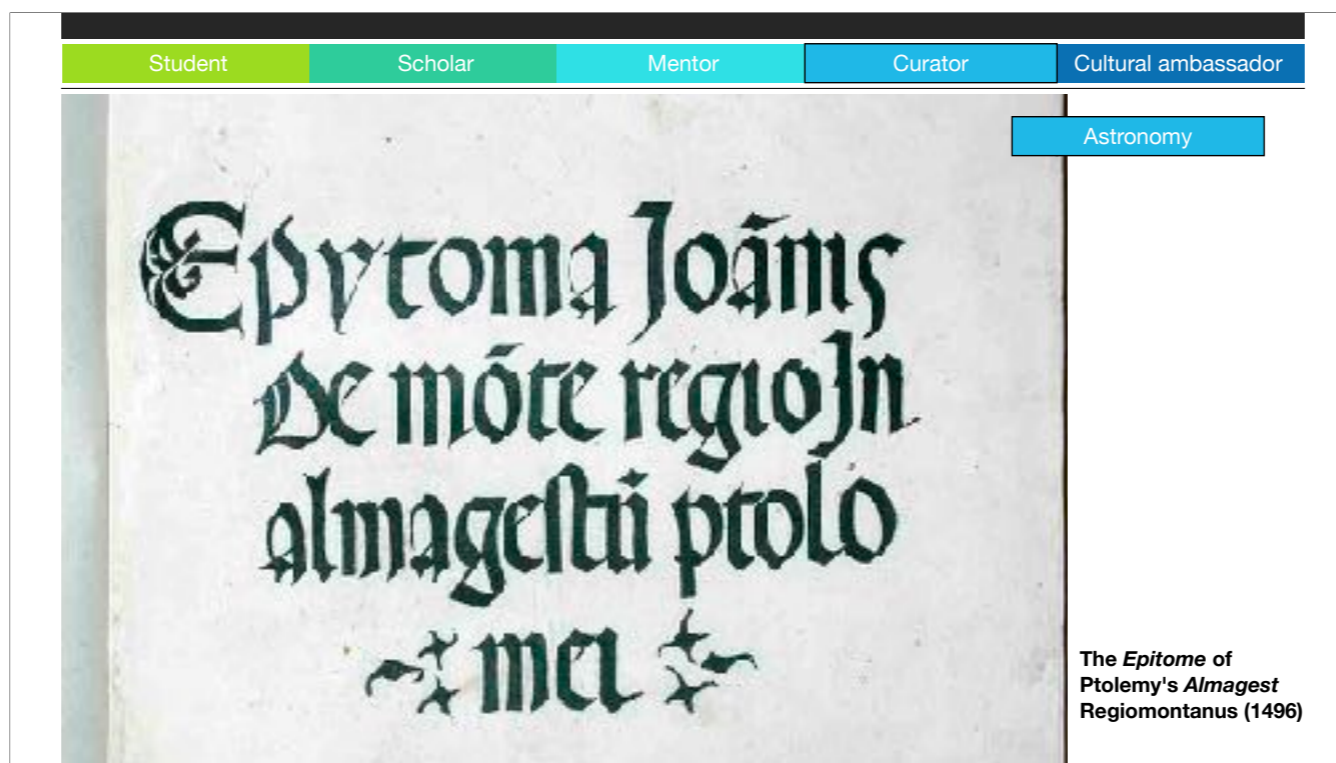 Student
Scholar
Mentor
Curator
Cultural ambassador
Astronomy
Epytoma Joānis
De mōte regio Jn
almagestū ptolo
mei
The Epitome of
Ptolemy's Almagest
Regiomontanus (1496)